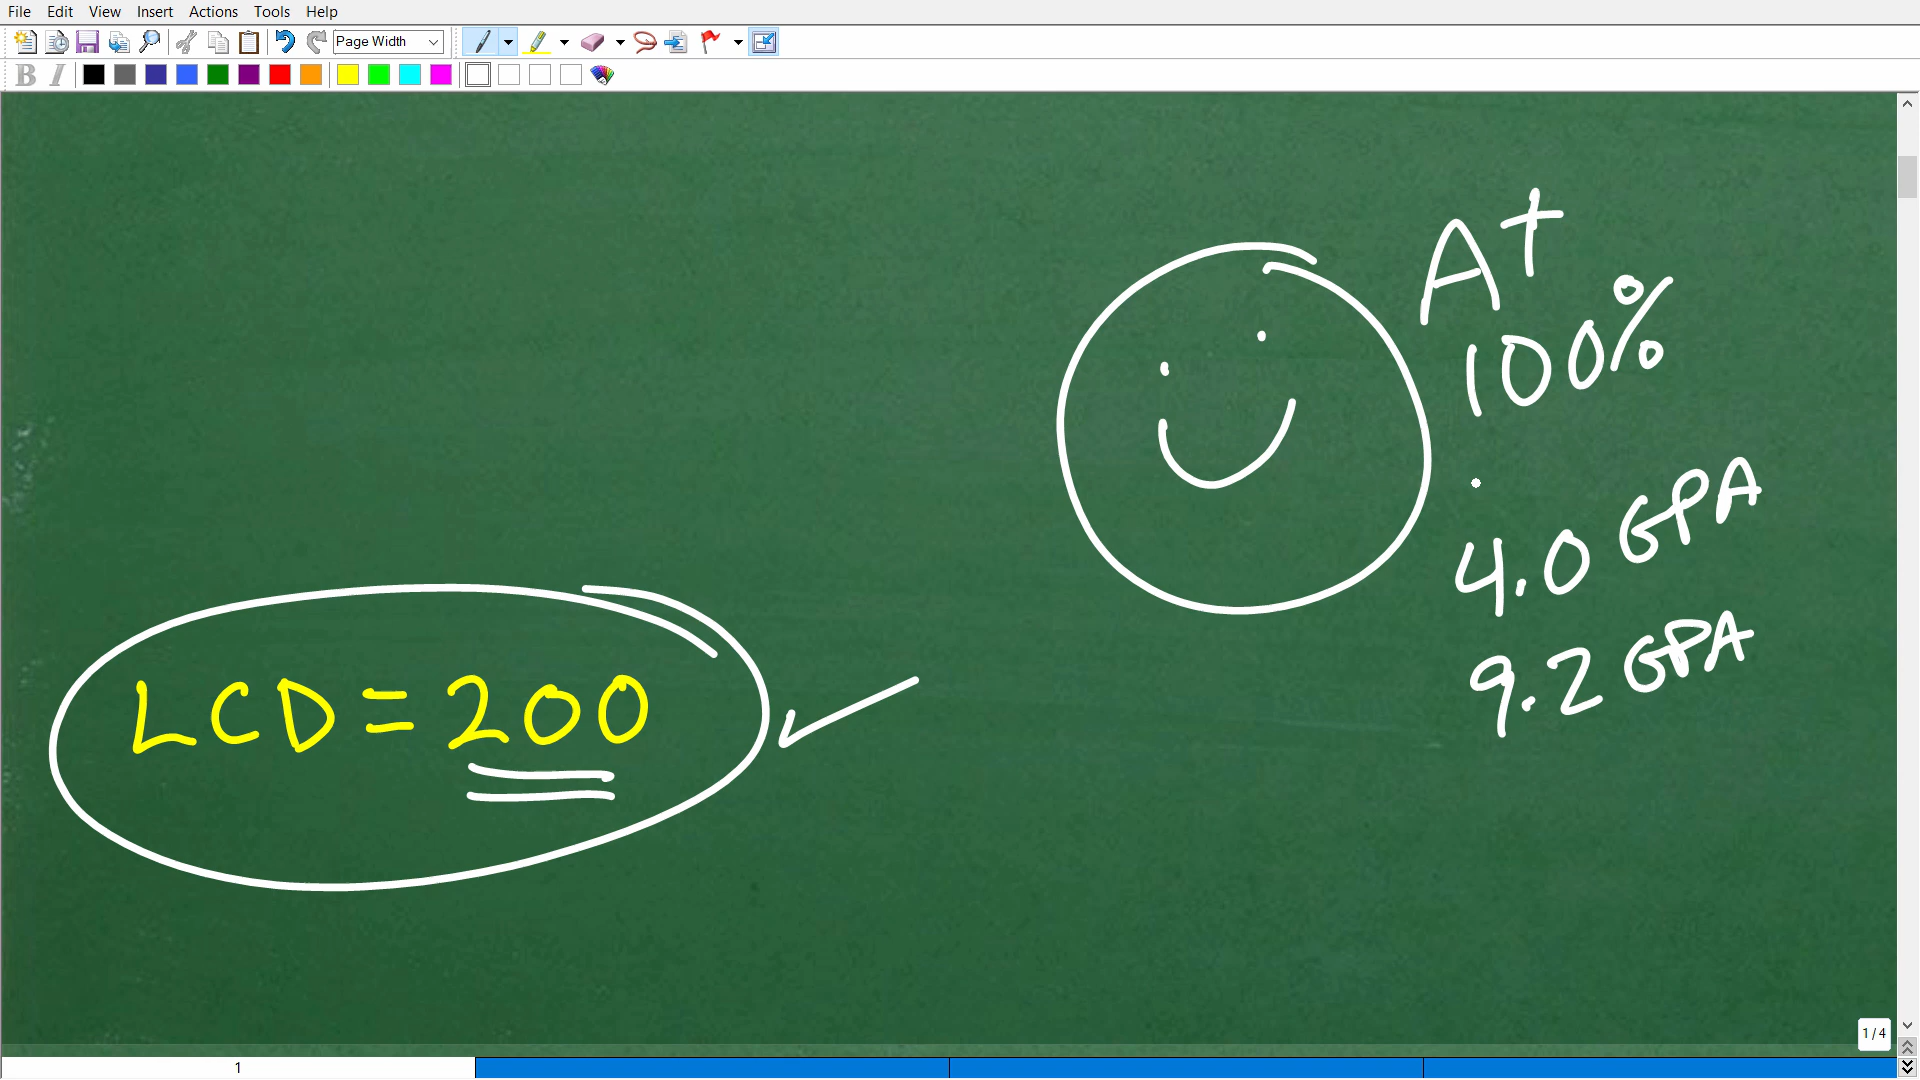 File Edit View Insert Actions Tools Help
Page Width
B I
A+
100%
4.0 GPA
9.2 GPA
LCD = 200
1 / 4
1